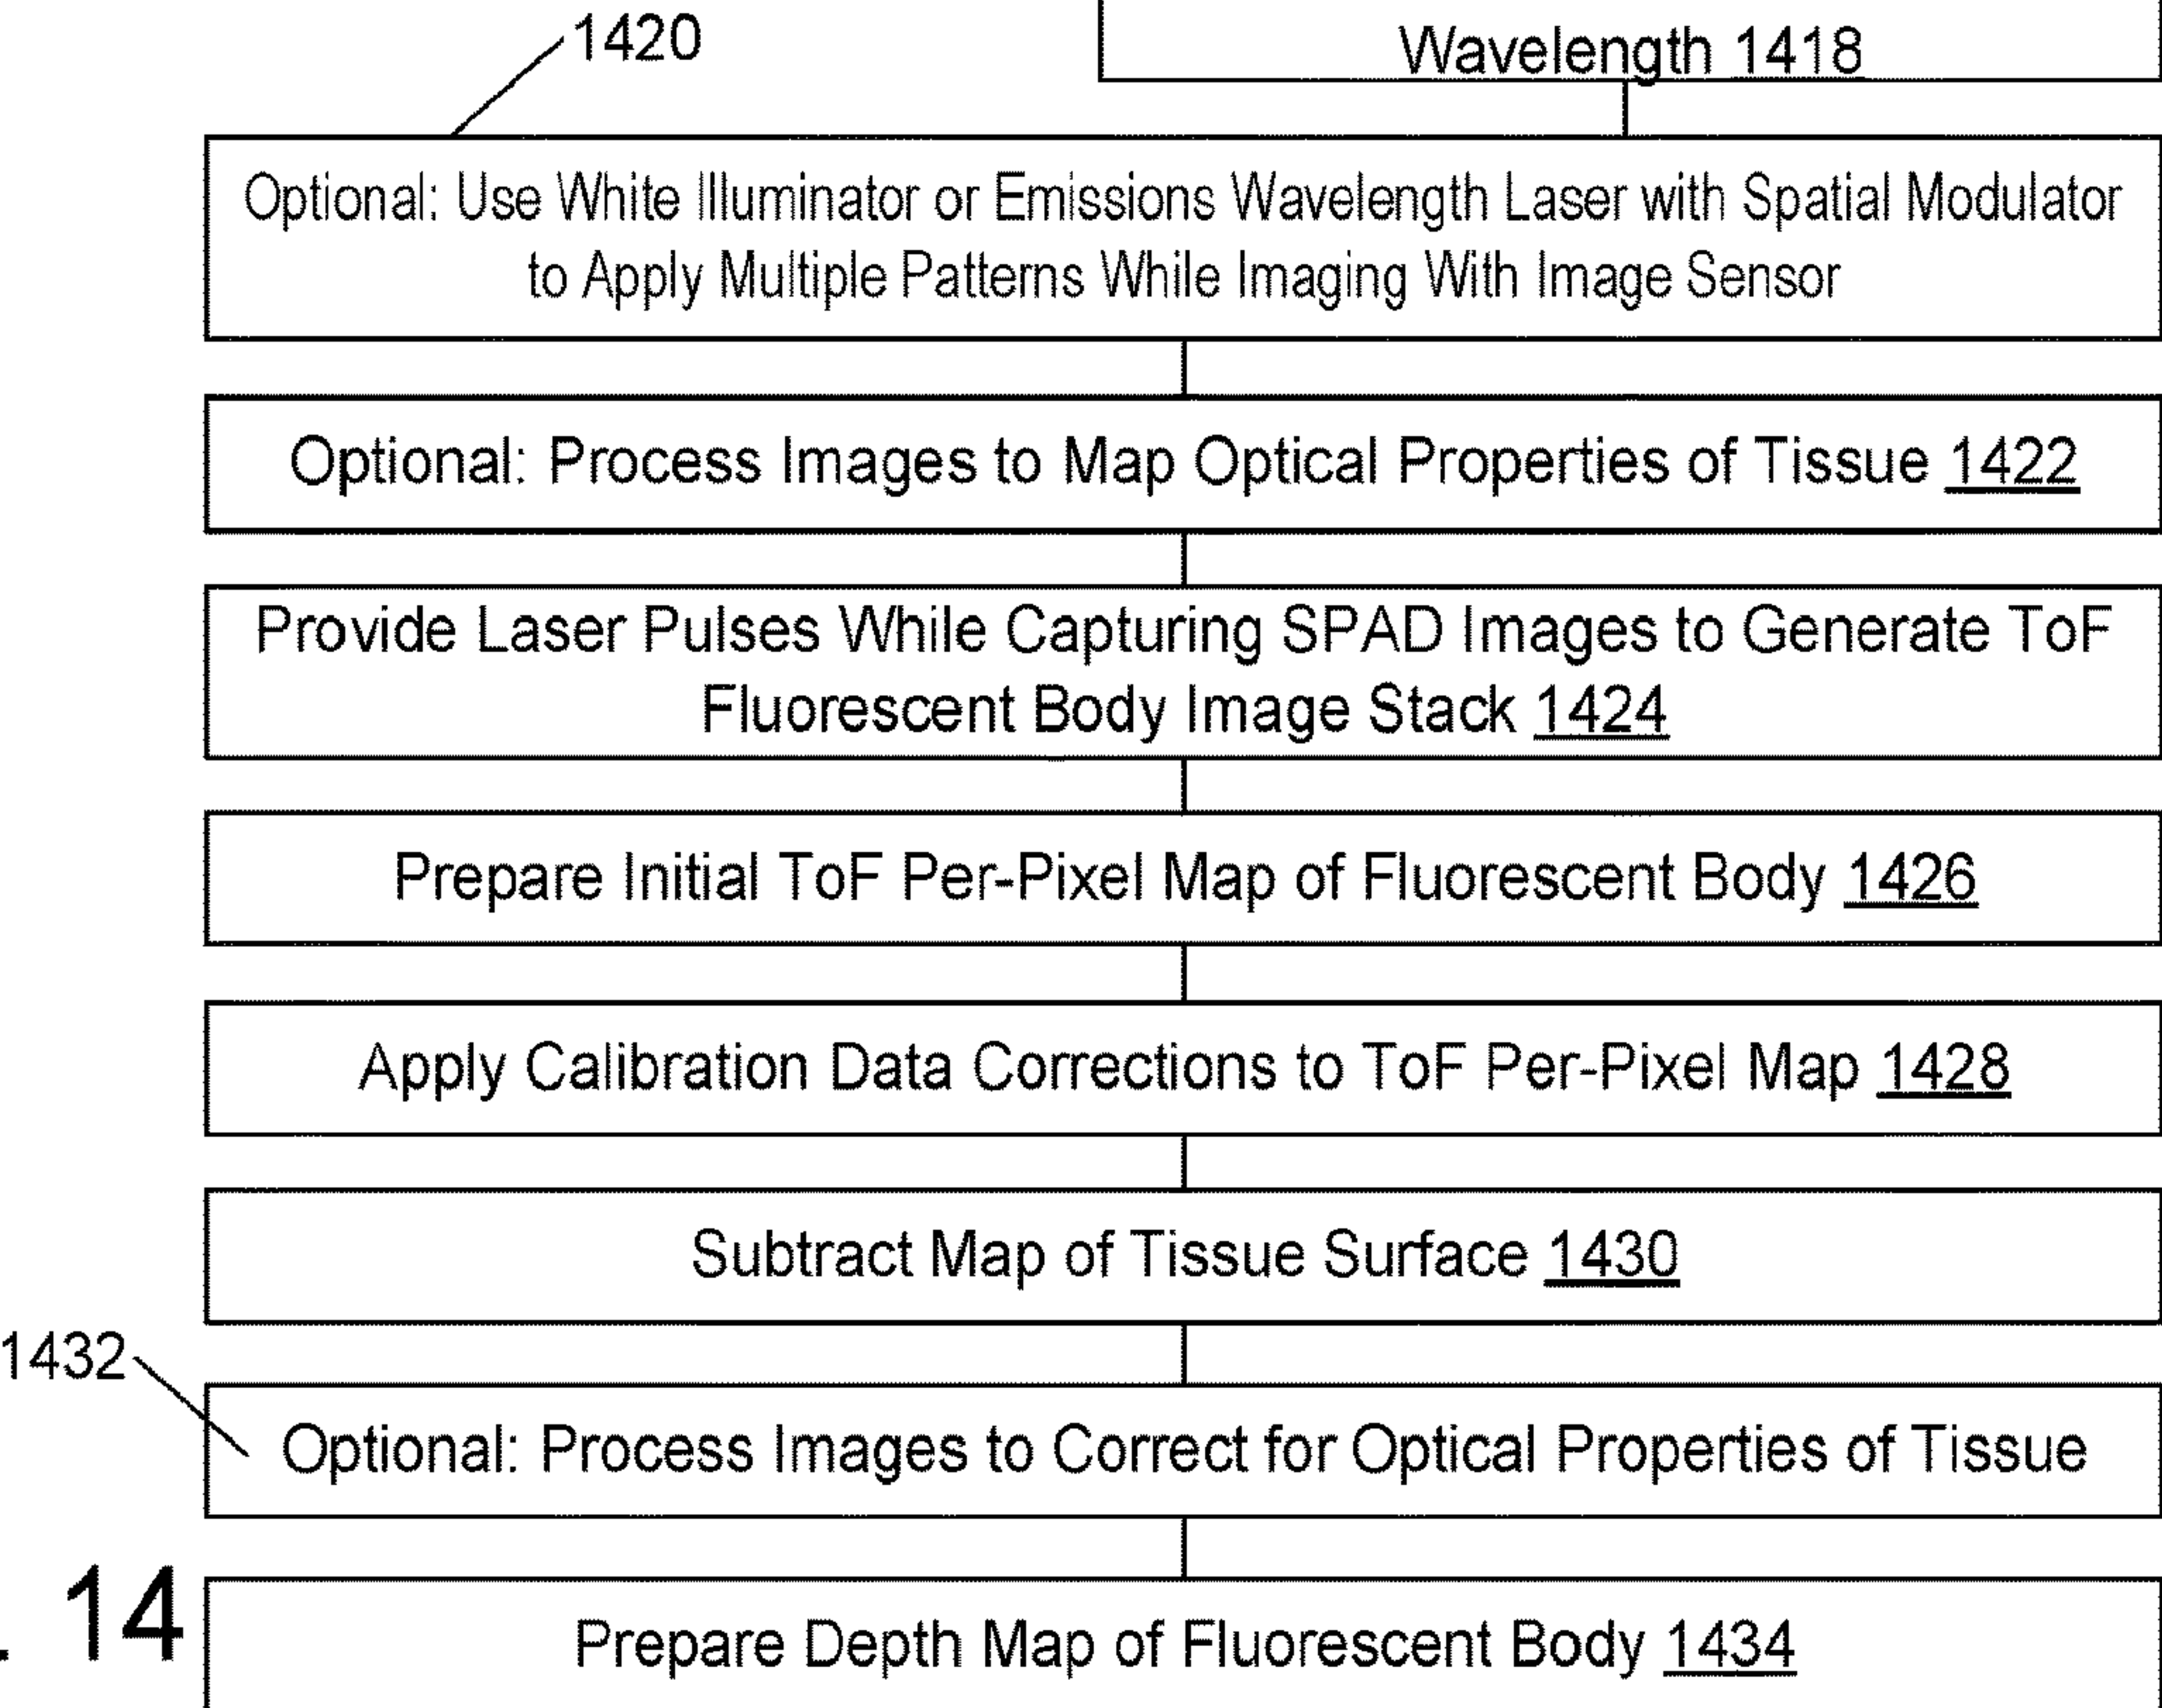 1420
Wavelength 1418
Optional: Use White Illuminator or Emissions Wavelength Laser with Spatial Modulator
to Apply Multiple Patterns While Imaging With Image Sensor
Optional: Process Images to Map Optical Properties of Tissue 1422
Provide Laser Pulses While Capturing SPAD Images to Generate ToF
Fluorescent Body Image Stack 1424
Prepare Initial ToF Per-Pixel Map of Fluorescent Body 1426
Apply Calibration Data Corrections to ToF Per-Pixel Map 1428
Subtract Map of Tissue Surface 1430
1432
Optional: Process Images to Correct for Optical Properties of Tissue
. 14
Prepare Depth Map of Fluorescent Body 1434